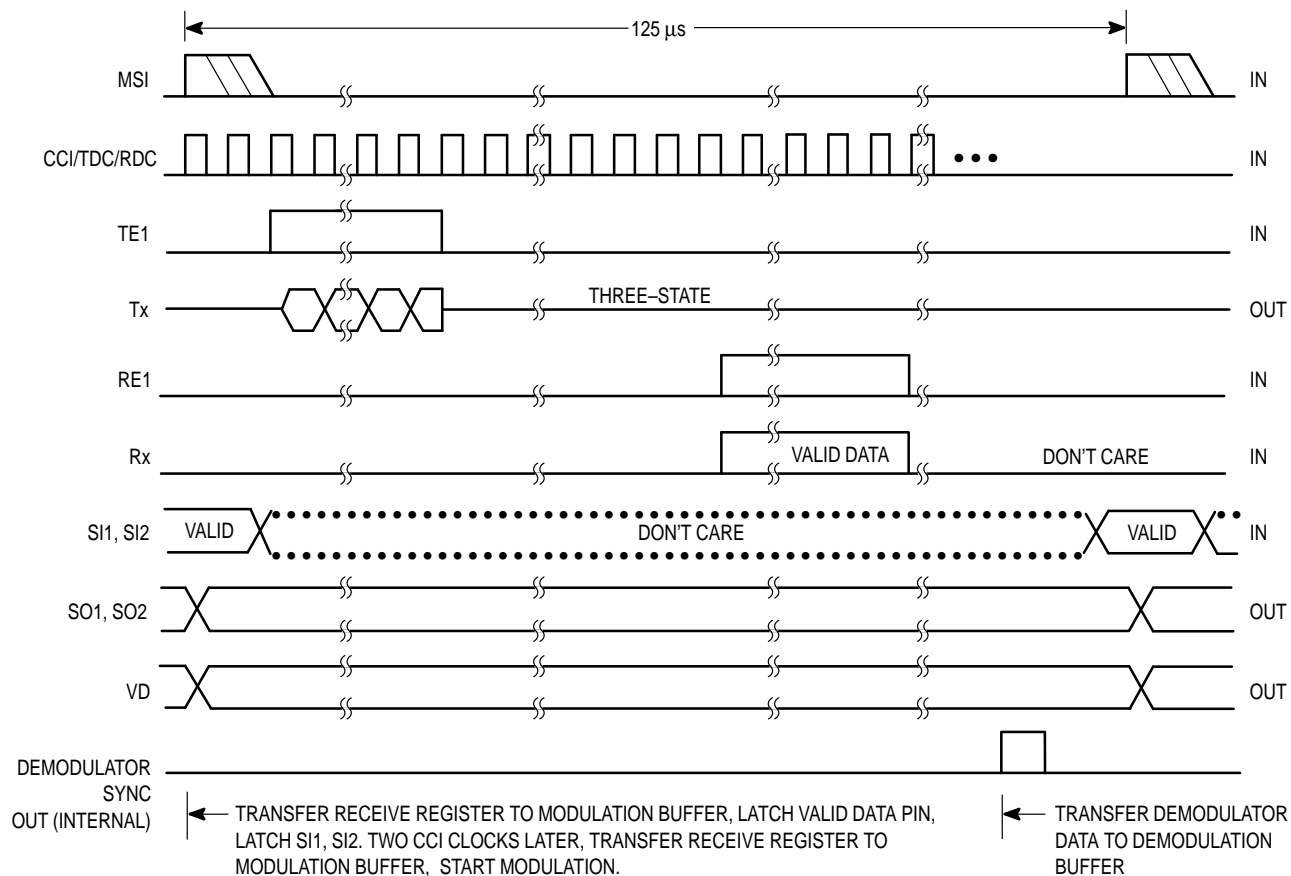 125 µs
MSI IN
CCI/TDC/RDC IN
TE1 IN
Tx THREE–STATE OUT
RE1 IN
Rx VALID DATA DON'T CARE IN
SI1, SI2 VALID DON'T CARE VALID IN
SO1, SO2 OUT
VD OUT
DEMODULATOR
SYNC
OUT (INTERNAL)
TRANSFER RECEIVE REGISTER TO MODULATION BUFFER, LATCH VALID DATA PIN,
LATCH SI1, SI2. TWO CCI CLOCKS LATER, TRANSFER RECEIVE REGISTER TO
MODULATION BUFFER, START MODULATION.
TRANSFER DEMODULATOR
DATA TO DEMODULATION
BUFFER